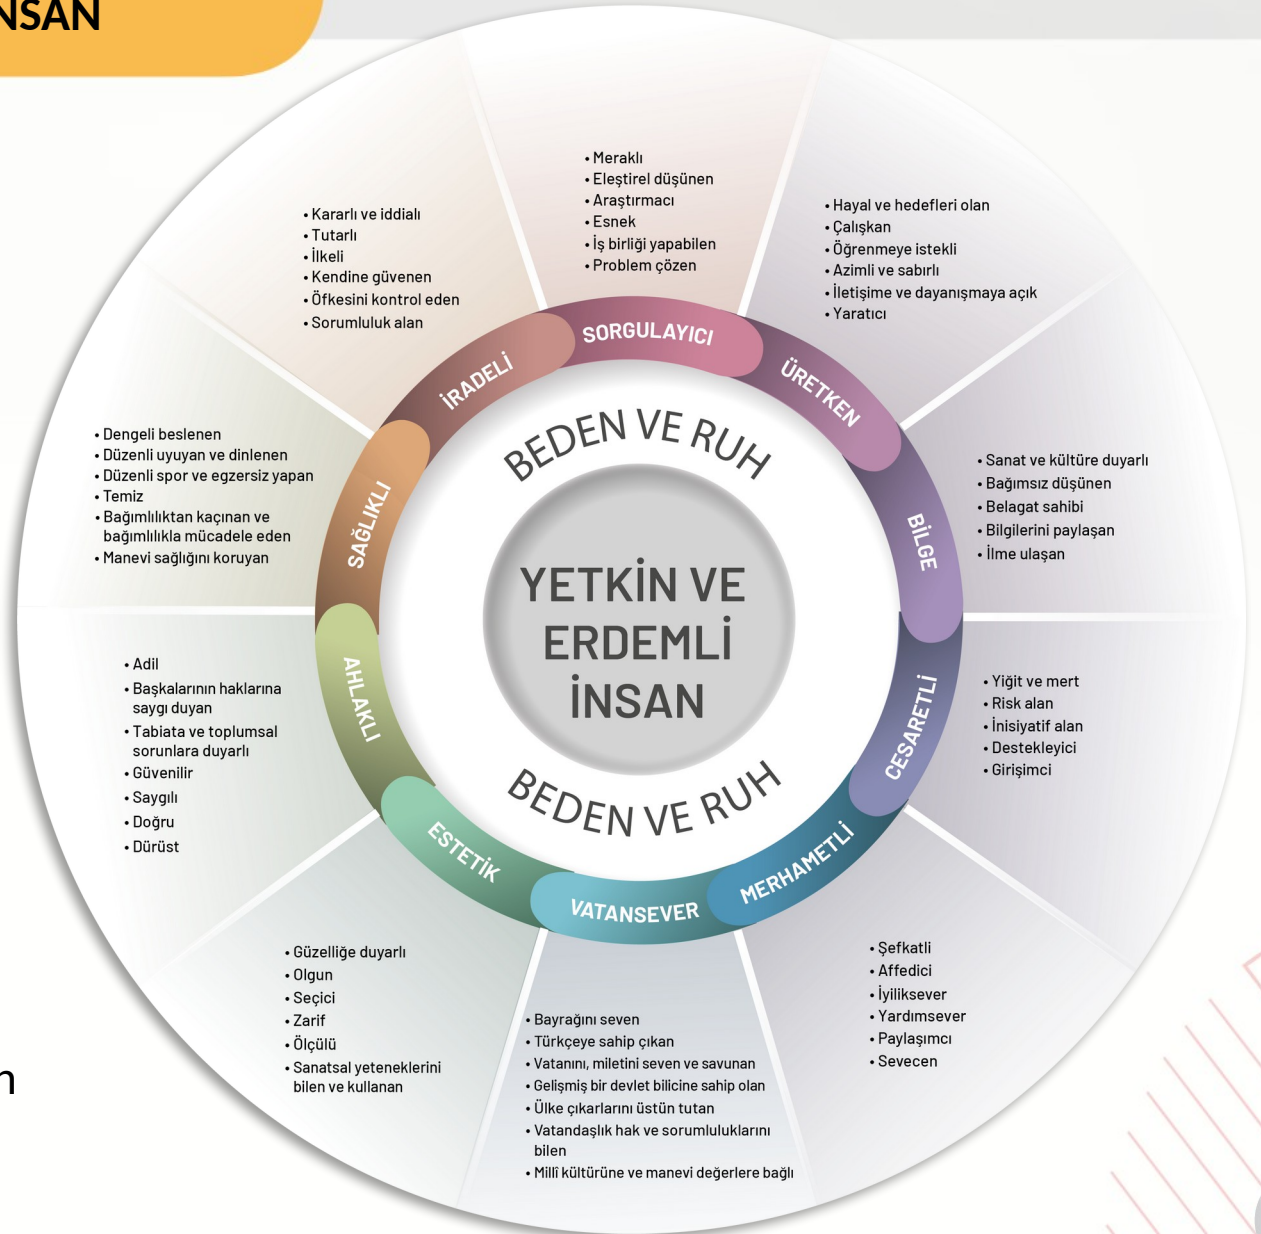 NSAN
• Meraklı
• Eleştirel düşünen
• Araştırmacı
• Esnek
• İş birliği yapabilen
• Problem çözen
SORGULAYICI
• Hayal ve hedefleri olan
• Çalışkan
• Öğrenmeye istekli
• Azimli ve sabırlı
• İletişime ve dayanışmaya açık
• Yaratıcı
ÜRETKEN
• Sanat ve kültüre duyarlı
• Bağımsız düşünen
• Belagat sahibi
• Bilgilerini paylaşan
• İlme ulaşan
BİLGE
• Yiğit ve mert
• Risk alan
• İnisiyatif alan
• Destekleyici
• Girişimci
CESARETLİ
• Şefkatli
• Affedici
• İyiliksever
• Yardımsever
• Paylaşımcı
• Sevecen
MERHAMETLİ
• Bayrağını seven
• Türkçeye sahip çıkan
• Vatanını, miletini seven ve savunan
• Gelişmiş bir devlet bilicine sahip olan
• Ülke çıkarlarını üstün tutan
• Vatandaşlık hak ve sorumluluklarını
bilen
• Millî kültürüne ve manevi değerlere bağlı
VATANSEVER
• Güzelliğe duyarlı
• Olgun
• Seçici
• Zarif
• Ölçülü
• Sanatsal yeteneklerini
bilen ve kullanan
ESTETİK
• Adil
• Başkalarının haklarına
saygı duyan
• Tabiata ve toplumsal
sorunlara duyarlı
• Güvenilir
• Saygılı
• Doğru
• Dürüst
AHLAKLI
• Dengeli beslenen
• Düzenli uyuyan ve dinlenen
• Düzenli spor ve egzersiz yapan
• Temiz
• Bağımlılıktan kaçınan ve
bağımlılıkla mücadele eden
• Manevi sağlığını koruyan
SAĞLIKLI
• Kararlı ve iddialı
• Tutarlı
• İlkeli
• Kendine güvenen
• Öfkesini kontrol eden
• Sorumluluk alan
İRADELİ
BEDEN VE RUH
YETKİN VE
ERDEMLİ
İNSAN
BEDEN VE RUH
n